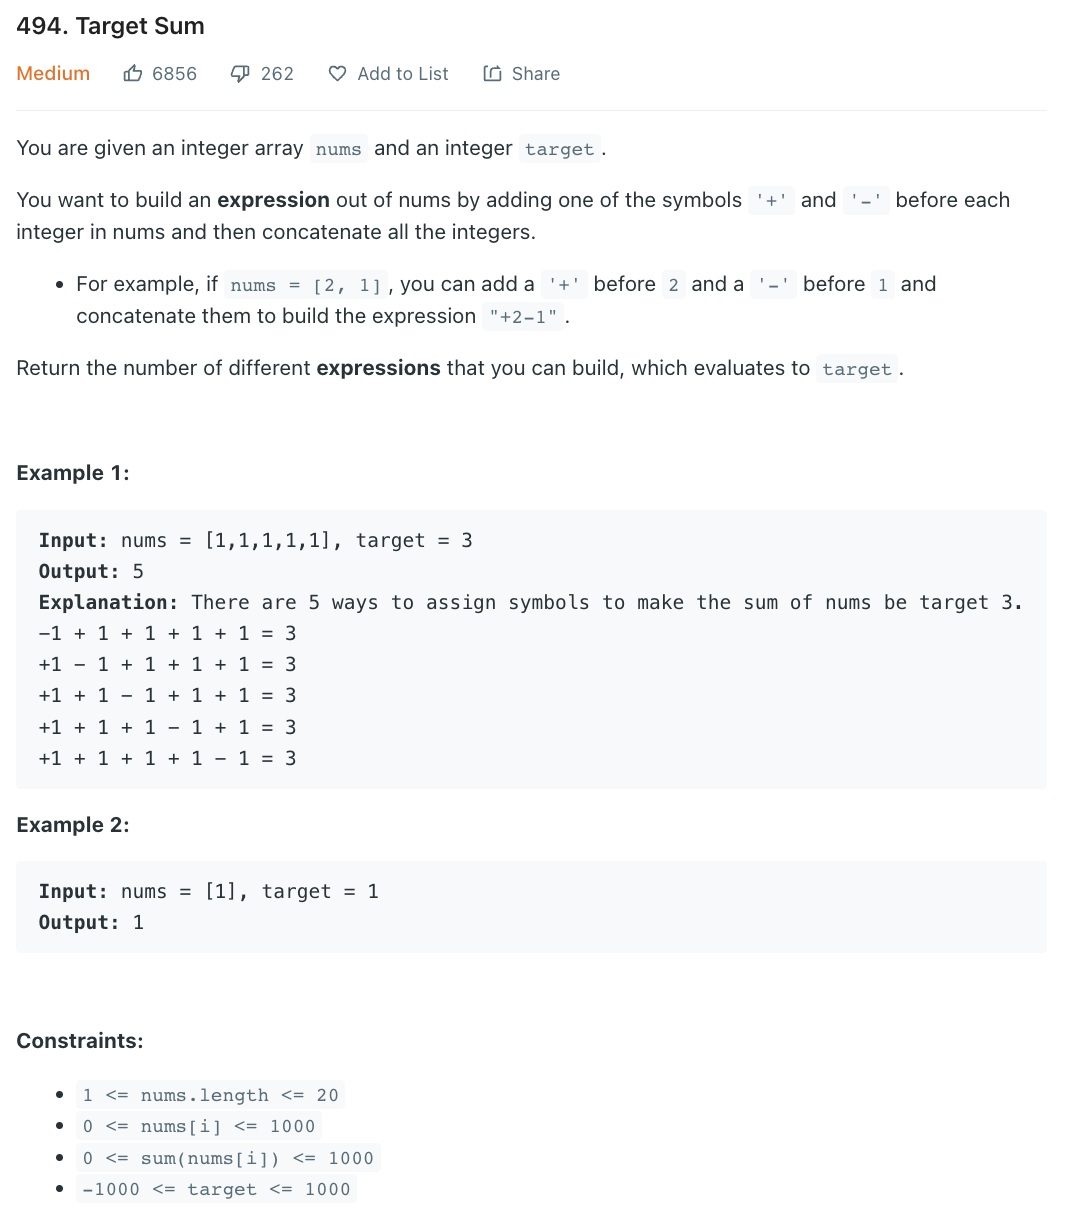 494. Target Sum
Medium 6856 262 Add to List Share
You are given an integer array nums and an integer target.
You want to build an expression out of nums by adding one of the symbols '+' and '-' before each
integer in nums and then concatenate all the integers.
• For example, if nums = [2, 1], you can add a '+' before 2 and a '-' before 1 and
concatenate them to build the expression "+2-1".
Return the number of different expressions that you can build, which evaluates to target.
Example 1:
Input: nums = [1,1,1,1,1], target = 3
Output: 5
Explanation: There are 5 ways to assign symbols to make the sum of nums be target 3.
-1 + 1 + 1 + 1 + 1 = 3
+1 - 1 + 1 + 1 + 1 = 3
+1 + 1 - 1 + 1 + 1 = 3
+1 + 1 + 1 - 1 + 1 = 3
+1 + 1 + 1 + 1 - 1 = 3
Example 2:
Input: nums = [1], target = 1
Output: 1
Constraints:
• 1 <= nums.length <= 20
• 0 <= nums[i] <= 1000
• 0 <= sum(nums[i]) <= 1000
• -1000 <= target <= 1000